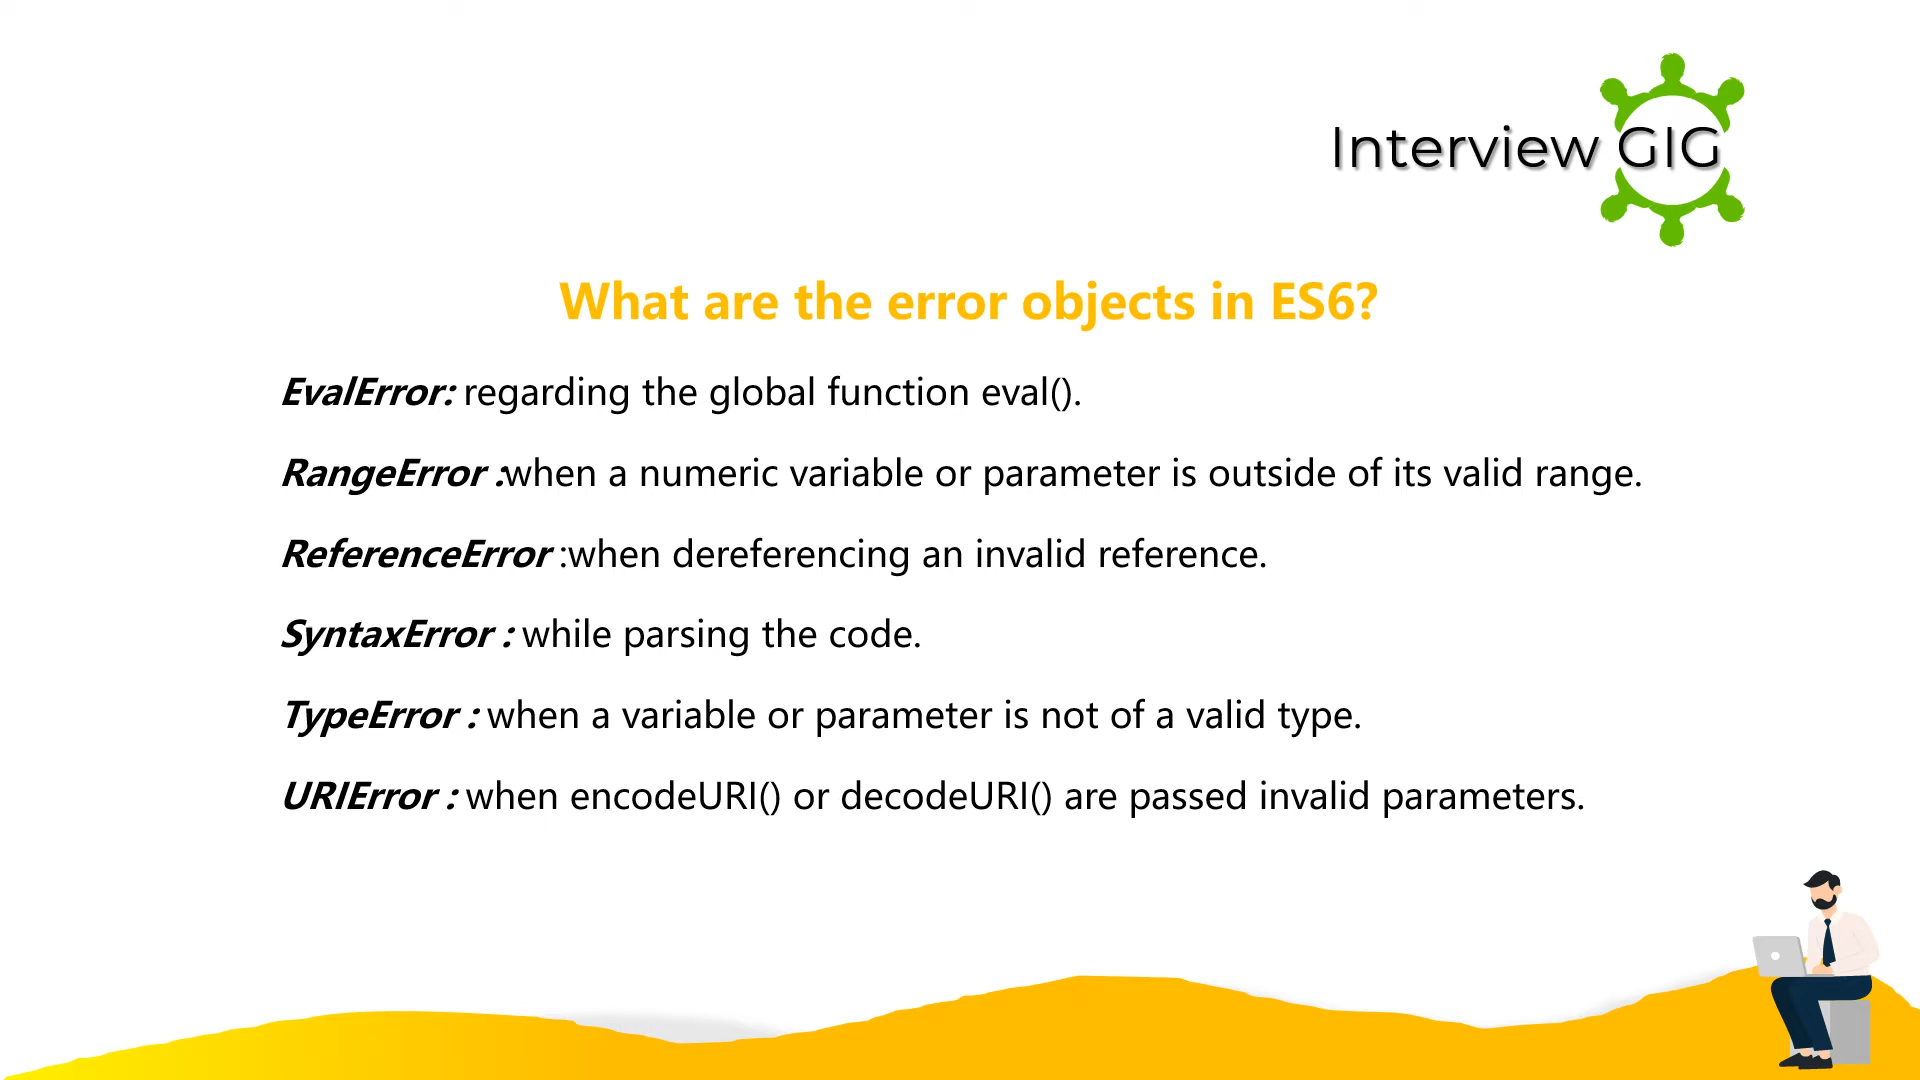 Interview GIG
What are the error objects in ES6?
EvalError: regarding the global function eval().
RangeError :when a numeric variable or parameter is outside of its valid range.
ReferenceError :when dereferencing an invalid reference.
SyntaxError : while parsing the code.
TypeError : when a variable or parameter is not of a valid type.
URIError : when encodeURI() or decodeURI() are passed invalid parameters.